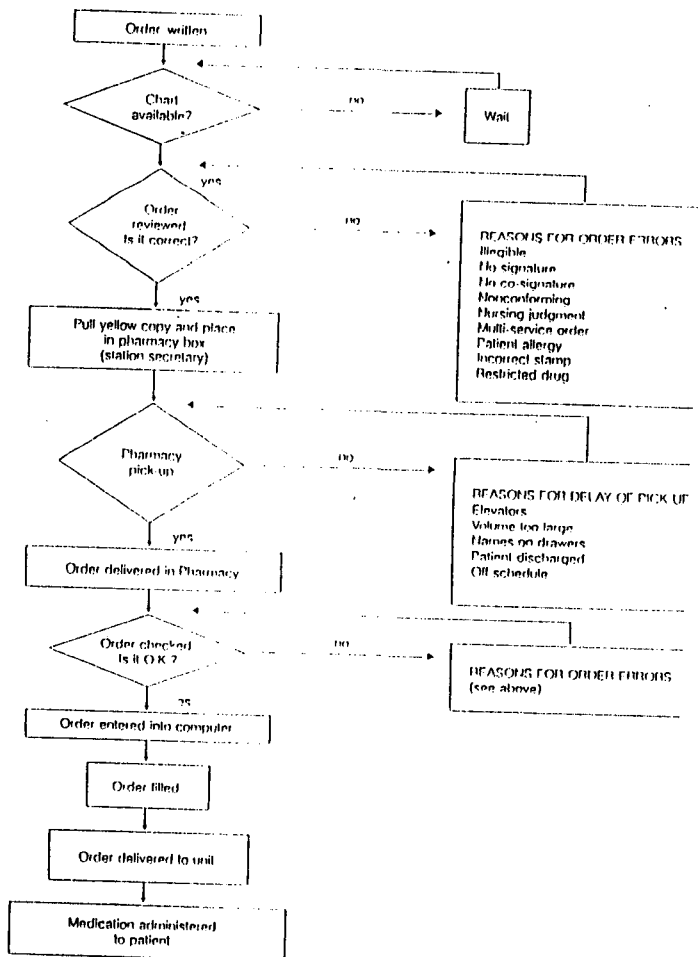 Order written
Chart
available?
no
Wait
yes
Order
reviewed
Is it correct?
no
REASONS FOR ORDER ERRORS
Illegible
No signature
No co-signature
Nonconforming
Nursing judgment
Multi-service order
Patient allergy
Incorrect stamp
Restricted drug
yes
Pull yellow copy and place
in pharmacy box
(station secretary)
Pharmacy
pick-up
no
REASONS FOR DELAY OF PICK UP
Elevators
Volume too large
Names on drawers
Patient discharged
Off schedule
yes
Order delivered in Pharmacy
Order checked
Is it O.K.?
no
REASONS FOR ORDER ERRORS
(see above)
es
Order entered into computer
Order filled
Order delivered to unit
Medication administered
to patient